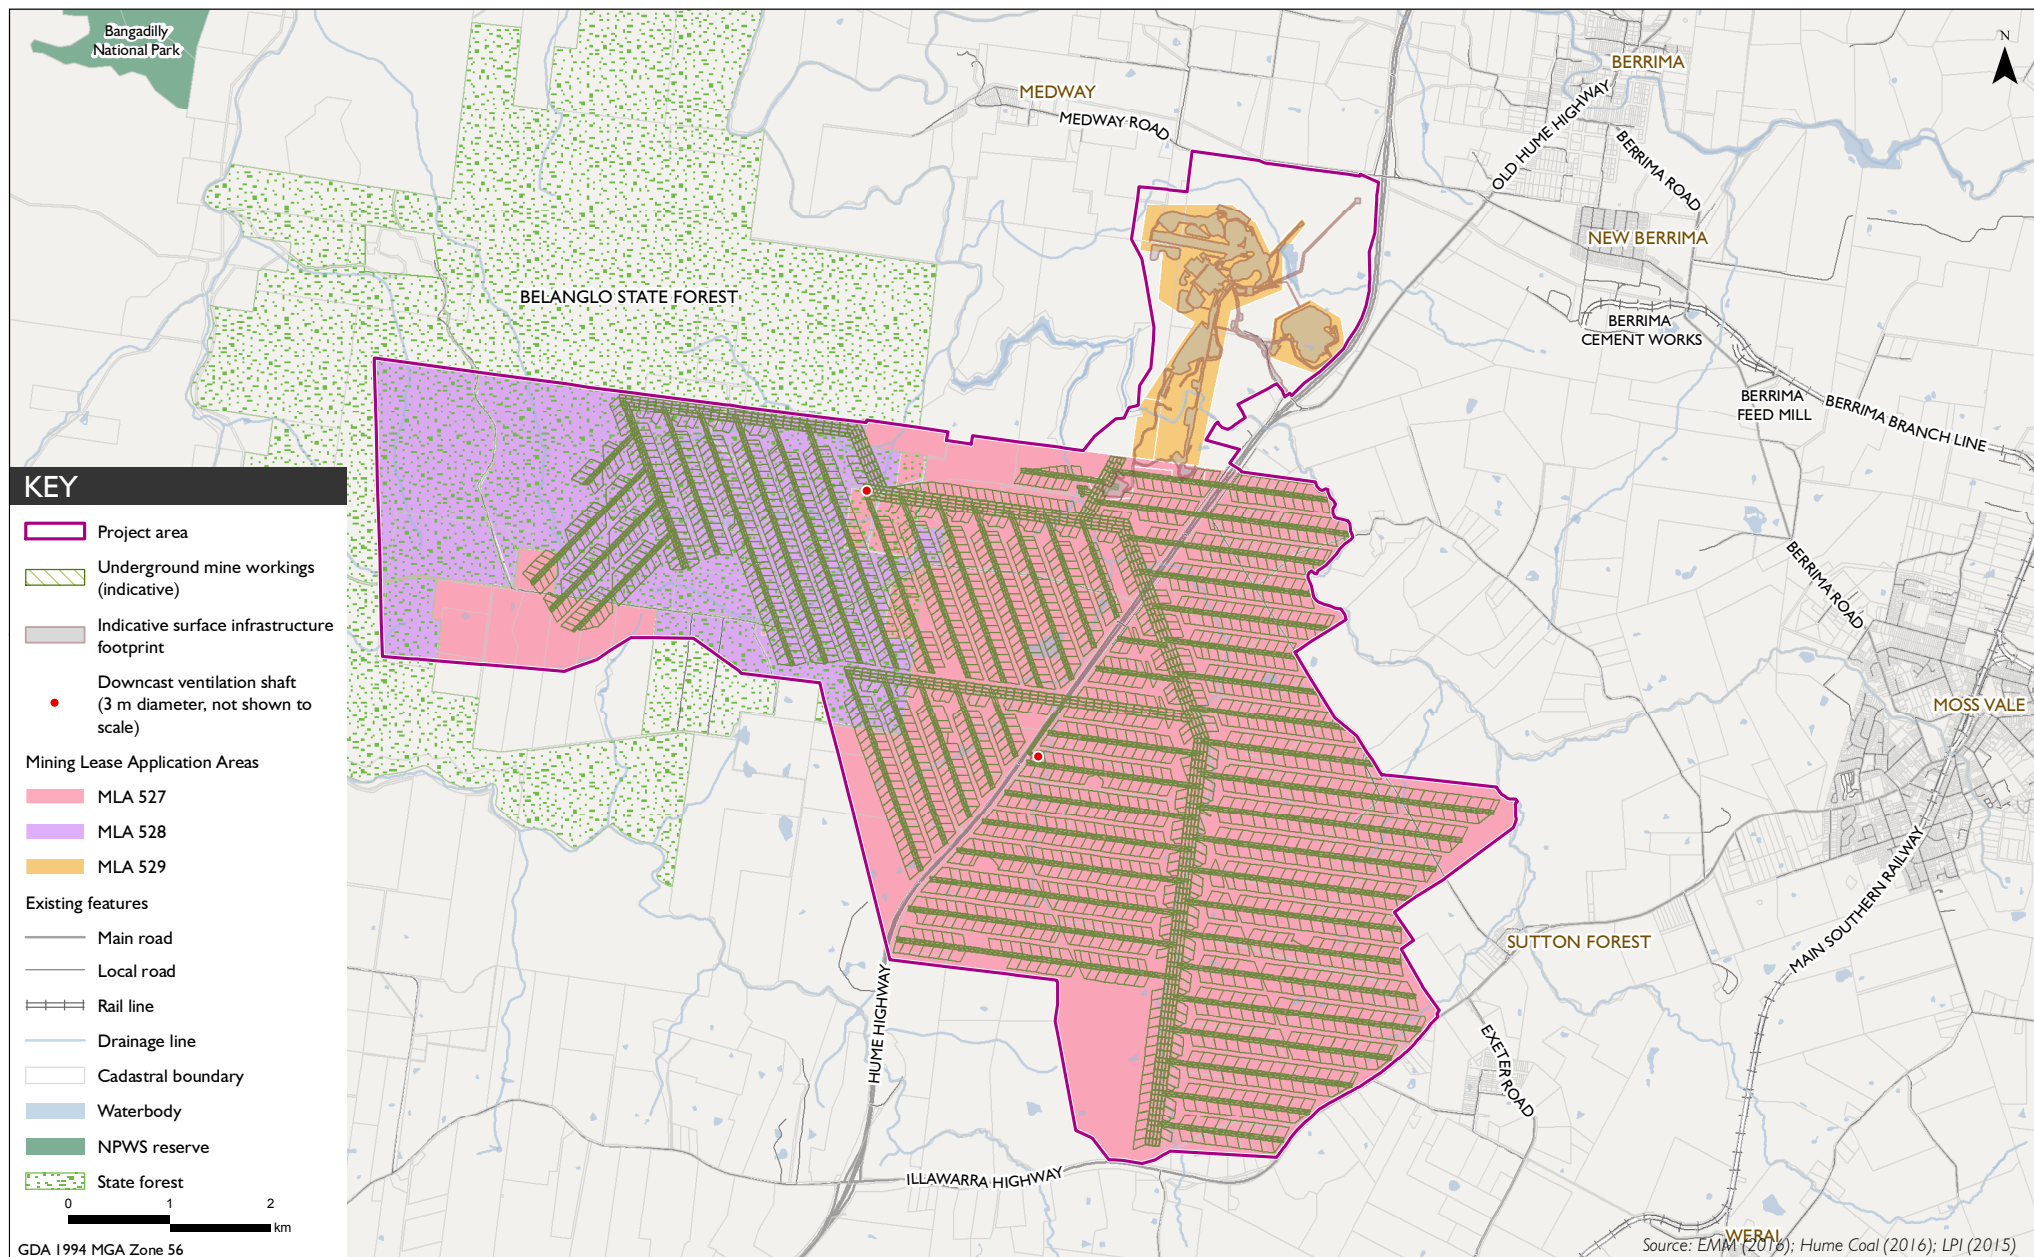 Bangadilly
National Park
MEDWAY
MEDWAY ROAD
BERRIMA
OLD HUME HIGHWAY
BERRIMA ROAD
N
NEW BERRIMA
BELANGLO STATE FOREST
BERRIMA
CEMENT WORKS
BERRIMA
FEED MILL
BERRIMA BRANCH LINE
BERRIMA ROAD
MOSS VALE
MAIN SOUTHERN RAILWAY
SUTTON FOREST
EXETER ROAD
HUME HIGHWAY
ILLAWARRA HIGHWAY
WERAI
KEY
Project area
Underground mine workings
(indicative)
Indicative surface infrastructure
footprint
Downcast ventilation shaft
(3 m diameter, not shown to
scale)
Mining Lease Application Areas
MLA 527
MLA 528
MLA 529
Existing features
Main road
Local road
Rail line
Drainage line
Cadastral boundary
Waterbody
NPWS reserve
State forest
0 1 2
km
GDA 1994 MGA Zone 56
Source: EMM (2016); Hume Coal (2016); LPI (2015)